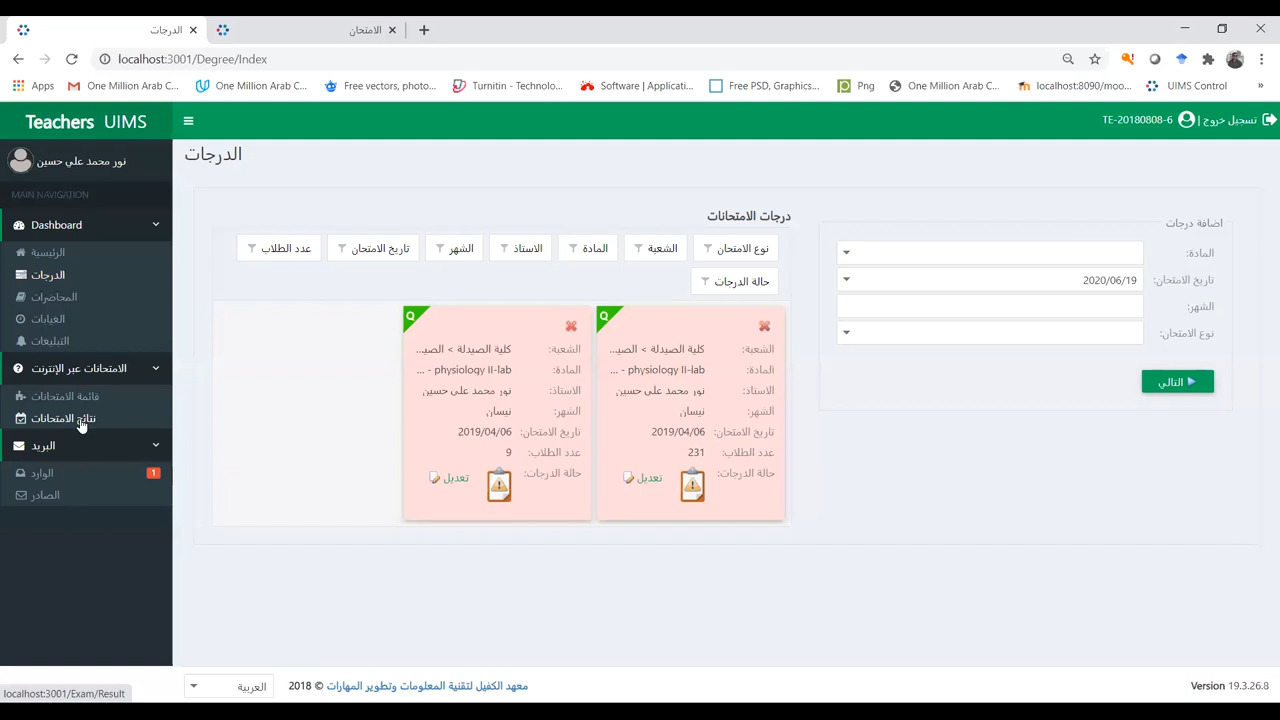 الدرجات
الامتحان
localhost:3001/Degree/Index
Apps
One Million Arab C...
One Million Arab C...
Free vectors, photo...
Turnitin - Technolo...
Software | Applicati...
Free PSD, Graphics...
Png
One Million Arab C...
localhost:8090/moo...
UIMS Control
»
Teachers UIMS
TE-20180808-6
تسجيل خروج |
نور محمد علي حسين
MAIN NAVIGATION
Dashboard
الرئيسية
الدرجات
المحاضرات
الغيابات
التبليغات
الامتحانات عبر الإنترنت
قائمة الامتحانات
نتائج الامتحانات
البريد
الوارد 1
الصادر
الدرجات
اضافة درجات
المادة:
تاريخ الامتحان: 2020/06/19
الشهر:
نوع الامتحان:
التالي
درجات الامتحانات
نوع الامتحان
الشعبة
المادة
الاستاذ
الشهر
تاريخ الامتحان
عدد الطلاب
حالة الدرجات
Q
الشعبة: كلية الصيدلة > الصيـ...
المادة: physiology II-lab - ...
الاستاذ: نور محمد علي حسين
الشهر: نيسان
تاريخ الامتحان: 2019/04/06
عدد الطلاب: 231
حالة الدرجات: تعديل
Q
الشعبة: كلية الصيدلة > الصيـ...
المادة: physiology II-lab - ...
الاستاذ: نور محمد علي حسين
الشهر: نيسان
تاريخ الامتحان: 2019/04/06
عدد الطلاب: 9
حالة الدرجات: تعديل
localhost:3001/Exam/Result
العربية
معهد الكفيل لتقنية المعلومات وتطوير المهارات © 2018
Version 19.3.26.8